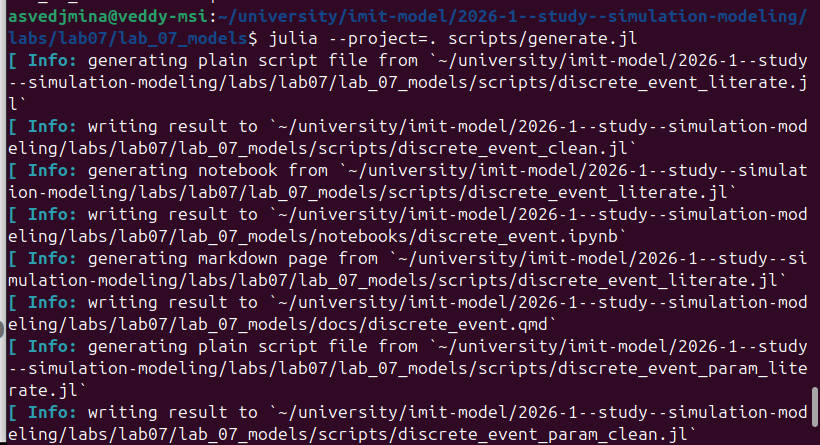 asvedjmina@veddy-msi:~/university/imit-model/2026-1--study--simulation-modeling/
labs/lab07/lab_07_models$ julia --project=. scripts/generate.jl
[ Info: generating plain script file from `~/university/imit-model/2026-1--study
--simulation-modeling/labs/lab07/lab_07_models/scripts/discrete_event_literate.j
l`
[ Info: writing result to `~/university/imit-model/2026-1--study--simulation-mod
eling/labs/lab07/lab_07_models/scripts/discrete_event_clean.jl`
[ Info: generating notebook from `~/university/imit-model/2026-1--study--simulat
ion-modeling/labs/lab07/lab_07_models/scripts/discrete_event_literate.jl`
[ Info: writing result to `~/university/imit-model/2026-1--study--simulation-mod
eling/labs/lab07/lab_07_models/notebooks/discrete_event.ipynb`
[ Info: generating markdown page from `~/university/imit-model/2026-1--study--si
mulation-modeling/labs/lab07/lab_07_models/scripts/discrete_event_literate.jl`
[ Info: writing result to `~/university/imit-model/2026-1--study--simulation-mod
eling/labs/lab07/lab_07_models/docs/discrete_event.qmd`
[ Info: generating plain script file from `~/university/imit-model/2026-1--study
--simulation-modeling/labs/lab07/lab_07_models/scripts/discrete_event_param_lite
rate.jl`
[ Info: writing result to `~/university/imit-model/2026-1--study--simulation-mod
eling/labs/lab07/lab_07_models/scripts/discrete_event_param_clean.jl`